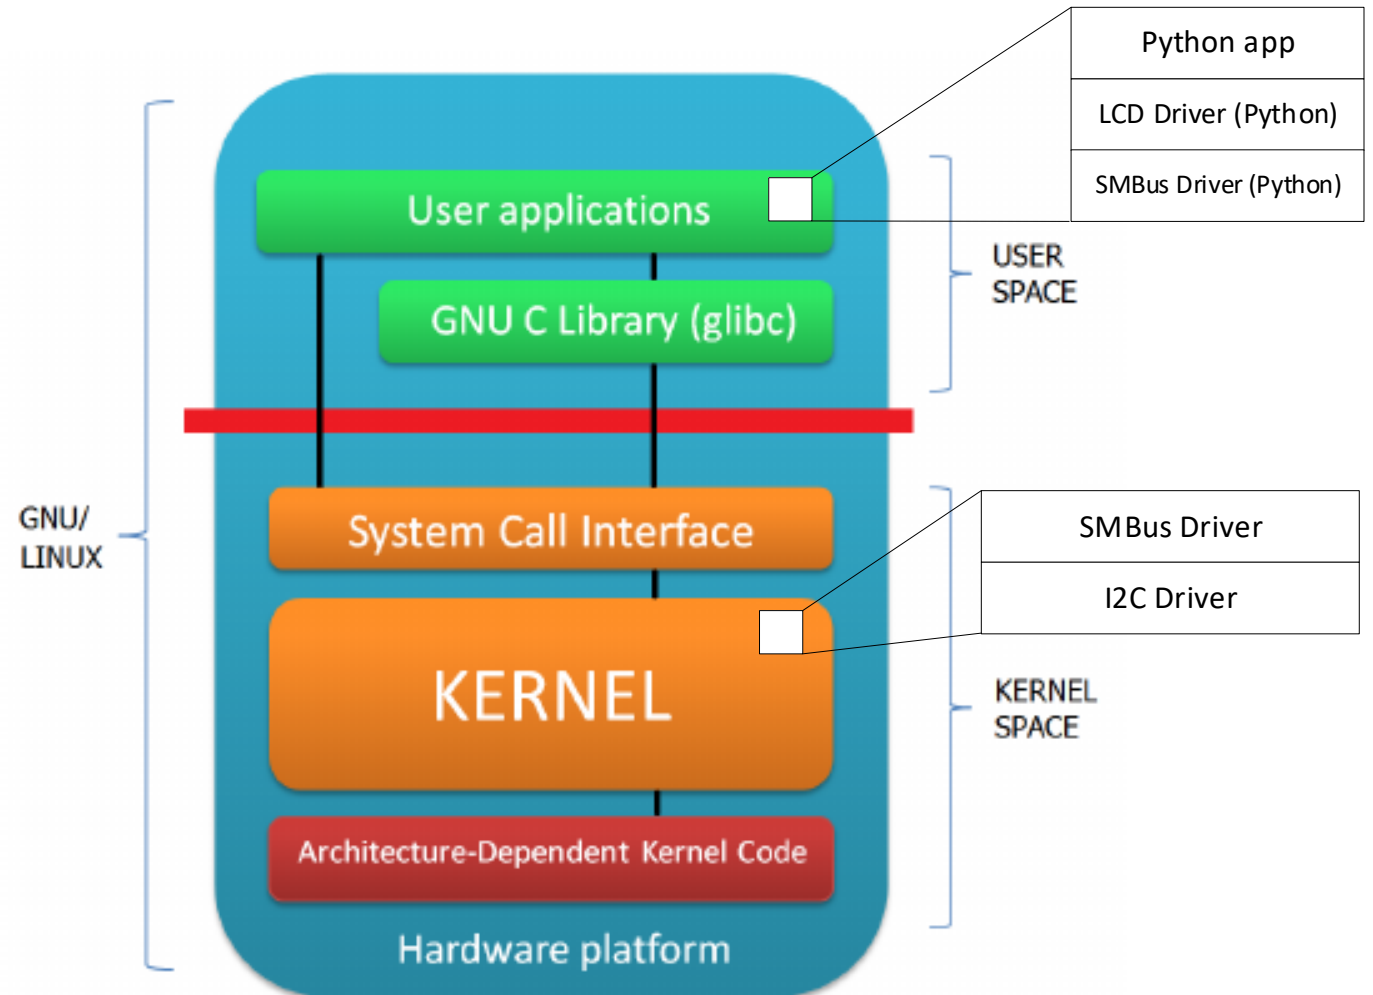 Python app
LCD Driver (Python)
SMBus Driver (Python)
User applications
GNU C Library (glibc)
USER
SPACE
GNU/
LINUX
System Call Interface
SMBus Driver
I2C Driver
KERNEL
KERNEL
SPACE
Architecture-Dependent Kernel Code
Hardware platform